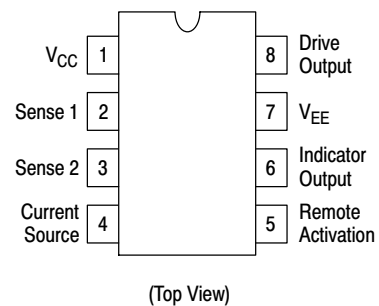 VCC 1
Sense 1 2
Sense 2 3
Current
Source 4
8 Drive
Output
7 VEE
6 Indicator
Output
5 Remote
Activation
(Top View)